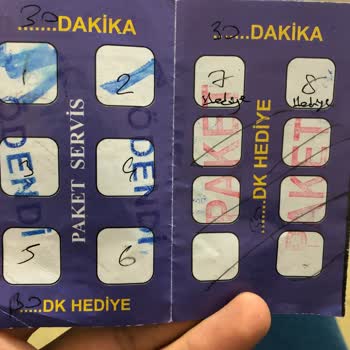 30 .......DAKİKA
1 2
PAKET SERVİS
ÖDENDİ
ÖDENDİ
3 4
5 6
30 ....DK HEDİYE
30 .......DAKİKA
7 8
Hediye Hediye
PAKET
PAKET
.......DK HEDİYE